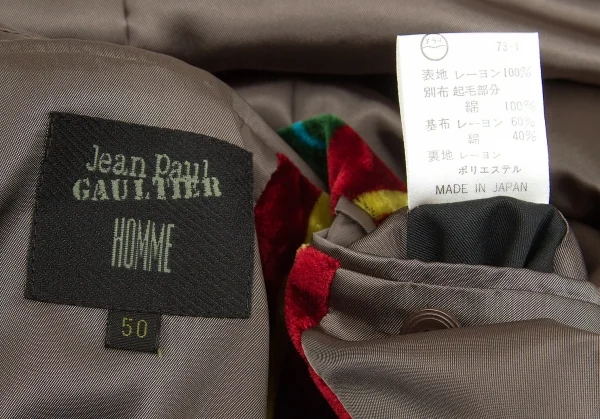 Jean Paul
GAULTIER
HOMME
50
表地 レーヨン100%
別布 起毛部分
綿 100%
基布 レーヨン 60%
綿 40%
裏地 レーヨン
ポリエステル
MADE IN JAPAN